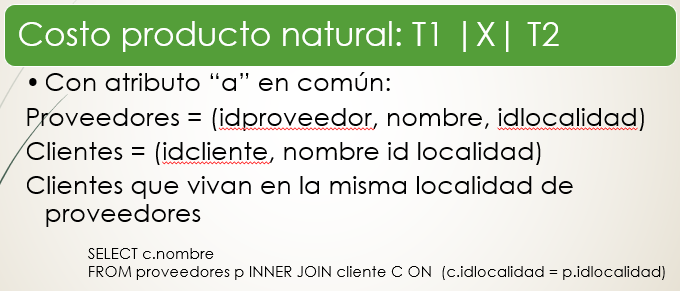 Costo producto natural: T1 |X| T2
• Con atributo “a” en común:
Proveedores = (idproveedor, nombre, idlocalidad)
Clientes = (idcliente, nombre id localidad)
Clientes que vivan en la misma localidad de
proveedores
SELECT c.nombre
FROM proveedores p INNER JOIN cliente C ON (c.idlocalidad = p.idlocalidad)